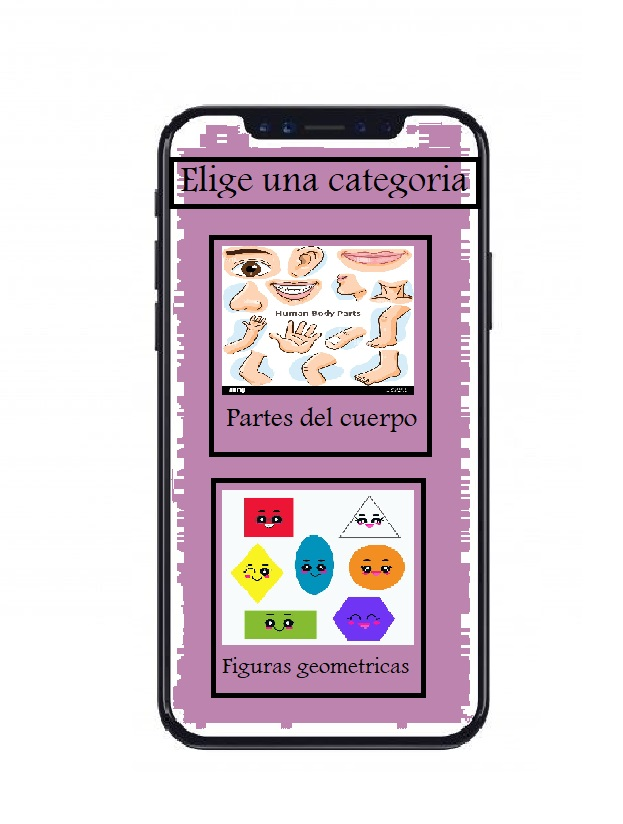 Elige una categoria
Human Body Parts
Partes del cuerpo
Figuras geometricas